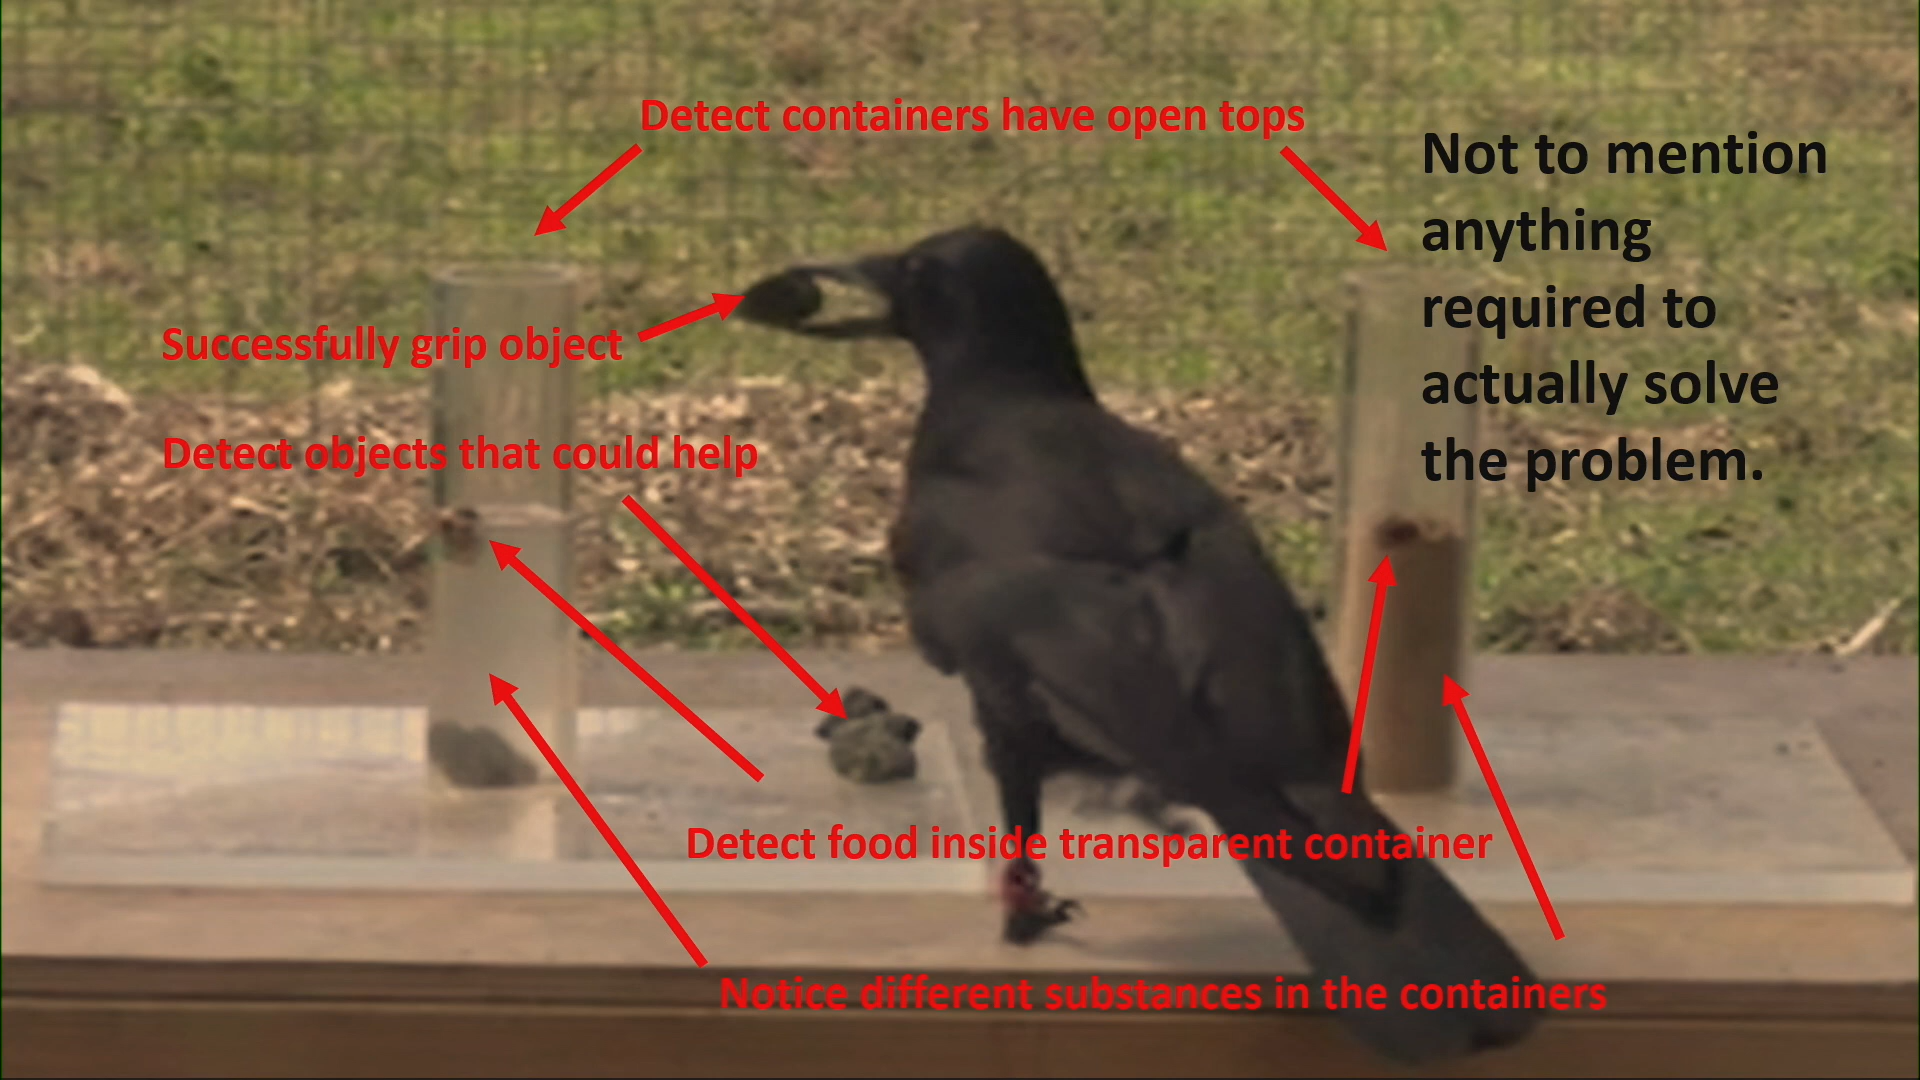 Detect containers have open tops
Not to mention
anything
required to
actually solve
the problem.
Successfully grip object
Detect objects that could help
Detect food inside transparent container
Notice different substances in the containers